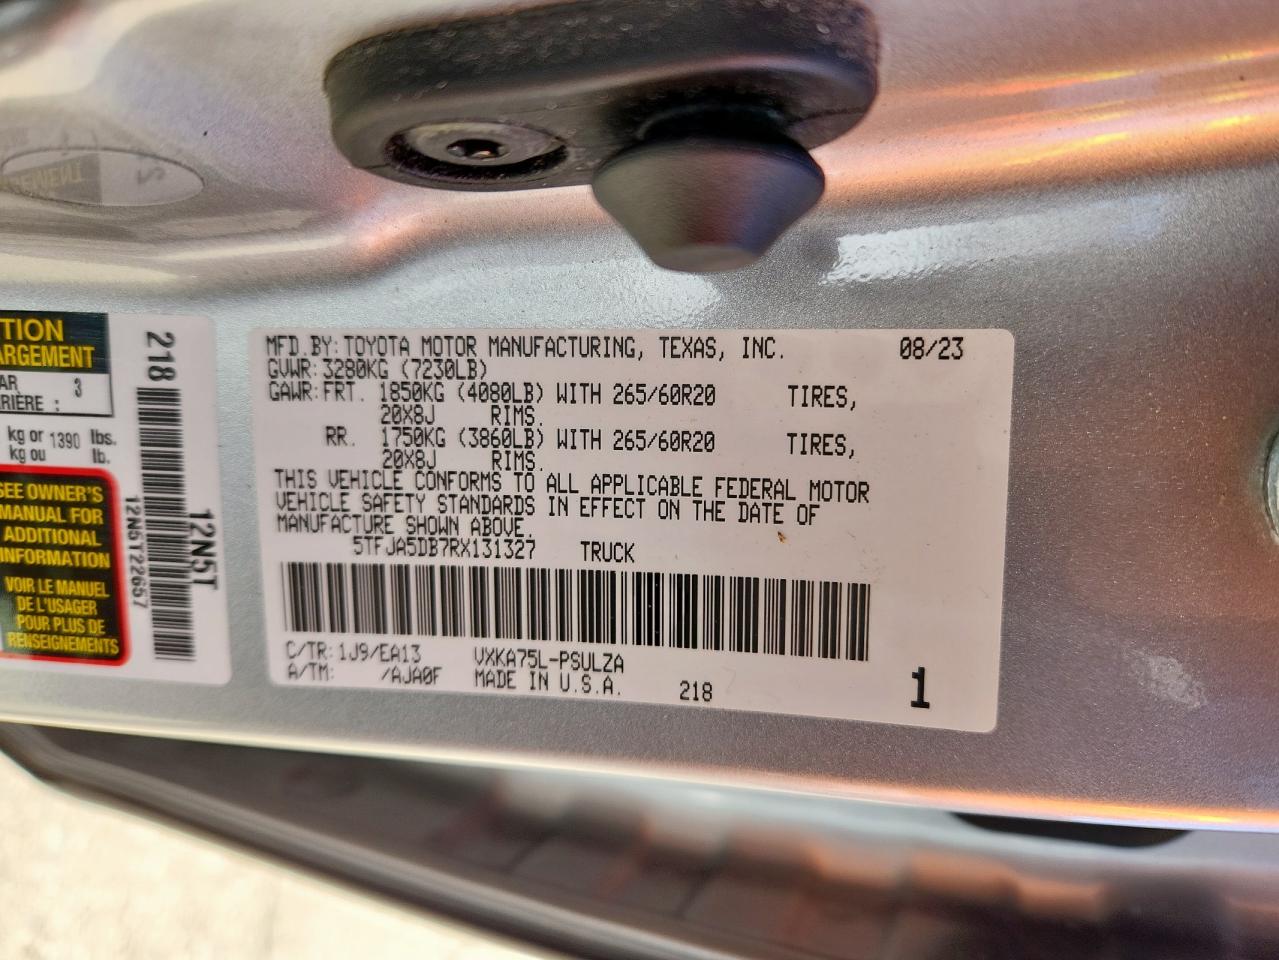 TION
ARGEMENT
AR 3
RIÈRE :
kg or 1390 lbs.
kg ou lb.
SEE OWNER'S
MANUAL FOR
ADDITIONAL
INFORMATION
VOIR LE MANUEL
DE L'USAGER
POUR PLUS DE
RENSEIGNEMENTS
218
12N5T22657
12N5T
MFD.BY:TOYOTA MOTOR MANUFACTURING, TEXAS, INC. 08/23
GVWR:3280KG (7230LB)
GAWR:FRT. 1850KG (4080LB) WITH 265/60R20 TIRES,
20X8J RIMS.
RR. 1750KG (3860LB) WITH 265/60R20 TIRES,
20X8J RIMS.
THIS VEHICLE CONFORMS TO ALL APPLICABLE FEDERAL MOTOR
VEHICLE SAFETY STANDARDS IN EFFECT ON THE DATE OF
MANUFACTURE SHOWN ABOVE.
5TFJA5DB7RX131327 TRUCK
C/TR:1J9/EA13 VXKA75L-PSVLZA
A/TM: /AJA0F MADE IN U.S.A. 218
1